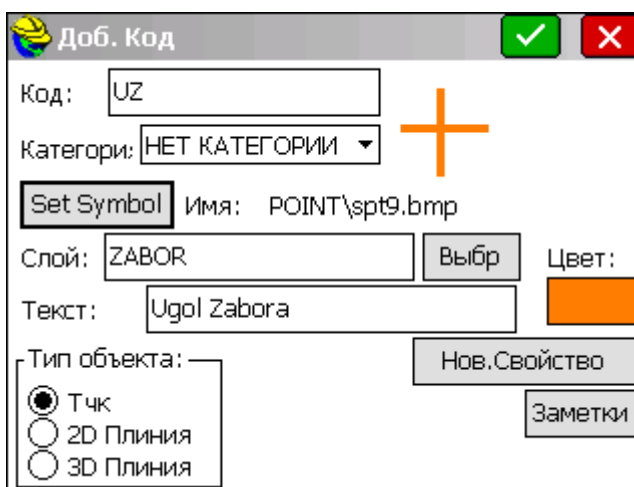 Доб. Код
Код: UZ
Категори: НЕТ КАТЕГОРИИ
Set Symbol Имя: POINT\spt9.bmp
Слой: ZABOR Выбр Цвет:
Текст: Ugol Zabora
Тип объекта: Нов.Свойство
Тчк Заметки
2D Плиния
3D Плиния